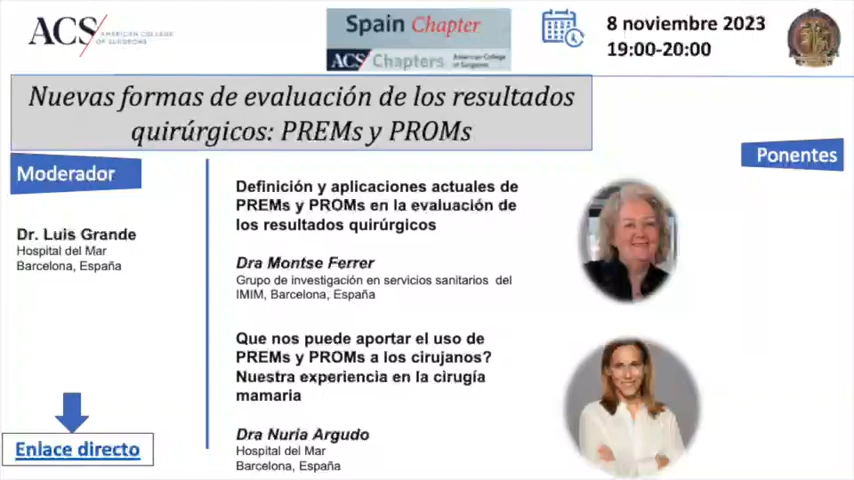 ACS AMERICAN COLLEGE
OF SURGEONS
Spain Chapter
ACS Chapters American College
of Surgeons
8 noviembre 2023
19:00-20:00
Nuevas formas de evaluación de los resultados
quirúrgicos: PREMs y PROMs
Moderador
Ponentes
Dr. Luis Grande
Hospital del Mar
Barcelona, España
Definición y aplicaciones actuales de
PREMs y PROMs en la evaluación de
los resultados quirúrgicos
Dra Montse Ferrer
Grupo de investigación en servicios sanitarios del
IMIM, Barcelona, España
Que nos puede aportar el uso de
PREMs y PROMs a los cirujanos?
Nuestra experiencia en la cirugía
mamaria
Dra Nuria Argudo
Hospital del Mar
Barcelona, España
Enlace directo